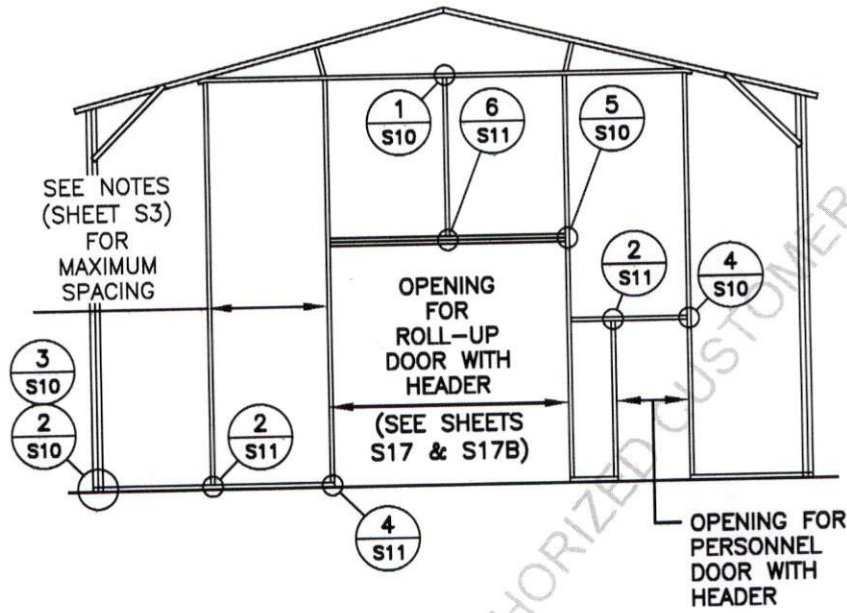 1
S10
6
S11
5
S10
SEE NOTES
(SHEET S3)
FOR
MAXIMUM
SPACING
2
S11
4
S10
OPENING
FOR
ROLL-UP
DOOR WITH
HEADER
(SEE SHEETS
S17 & S17B)
3
S10
2
S10
2
S11
4
S11
OPENING FOR
PERSONNEL
DOOR WITH
HEADER
HORIZED CUSTOMER